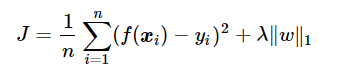 J = \frac{1}{n} \sum_{i=1}^{n} (f(\boldsymbol{x}_i) - y_i)^2 + \lambda \|w\|_1